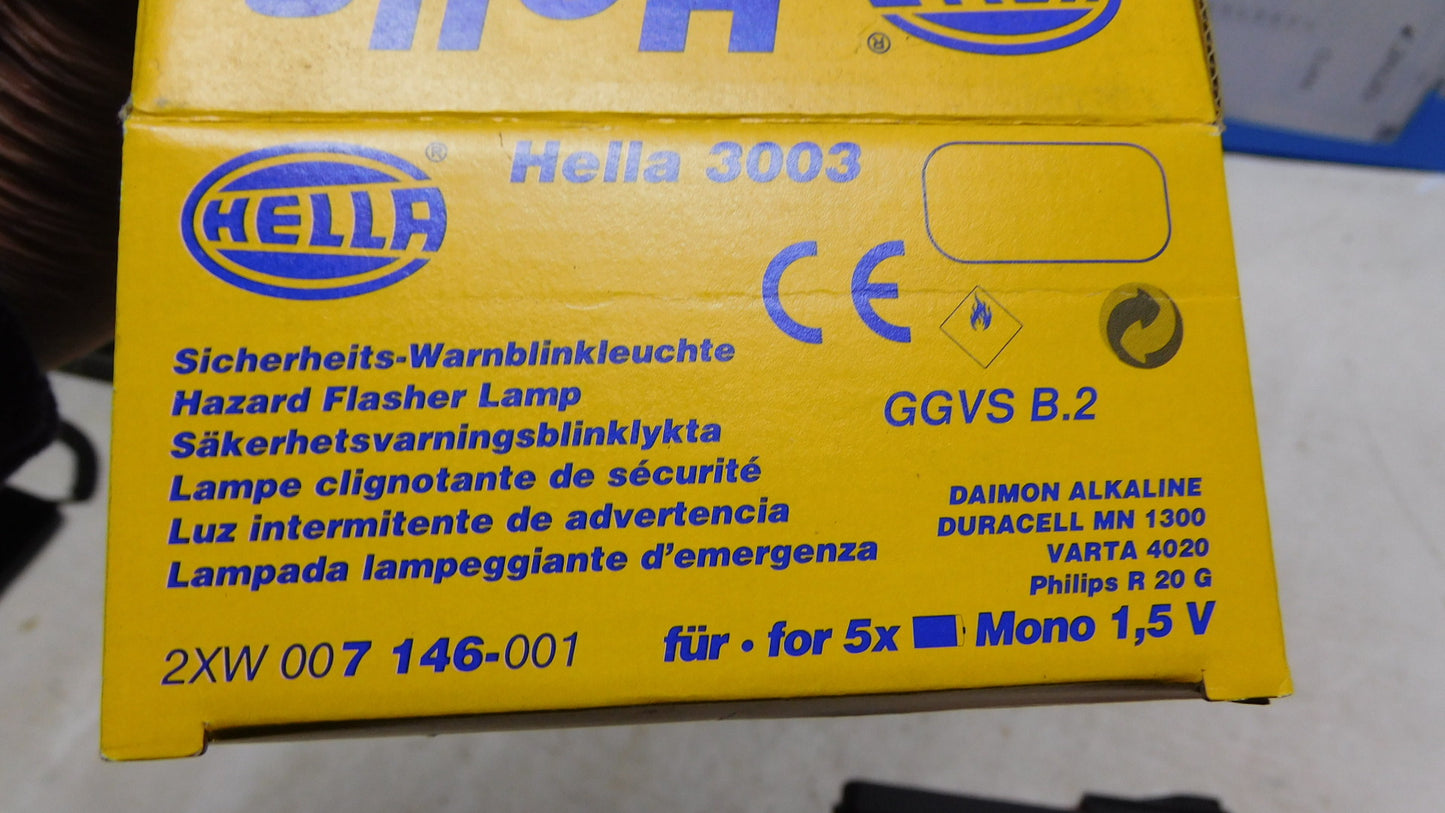 Hella
HELLA
®
HELLA ®
Hella 3003
CE
Sicherheits-Warnblinkleuchte
Hazard Flasher Lamp
Säkerhetsvarningsblinklykta
Lampe clignotante de sécurité
Luz intermitente de advertencia
Lampada lampeggiante d'emergenza
GGVS B.2
DAIMON ALKALINE
DURACELL MN 1300
VARTA 4020
Philips R 20 G
2XW 007 146-001
für • for 5x Mono 1,5 V